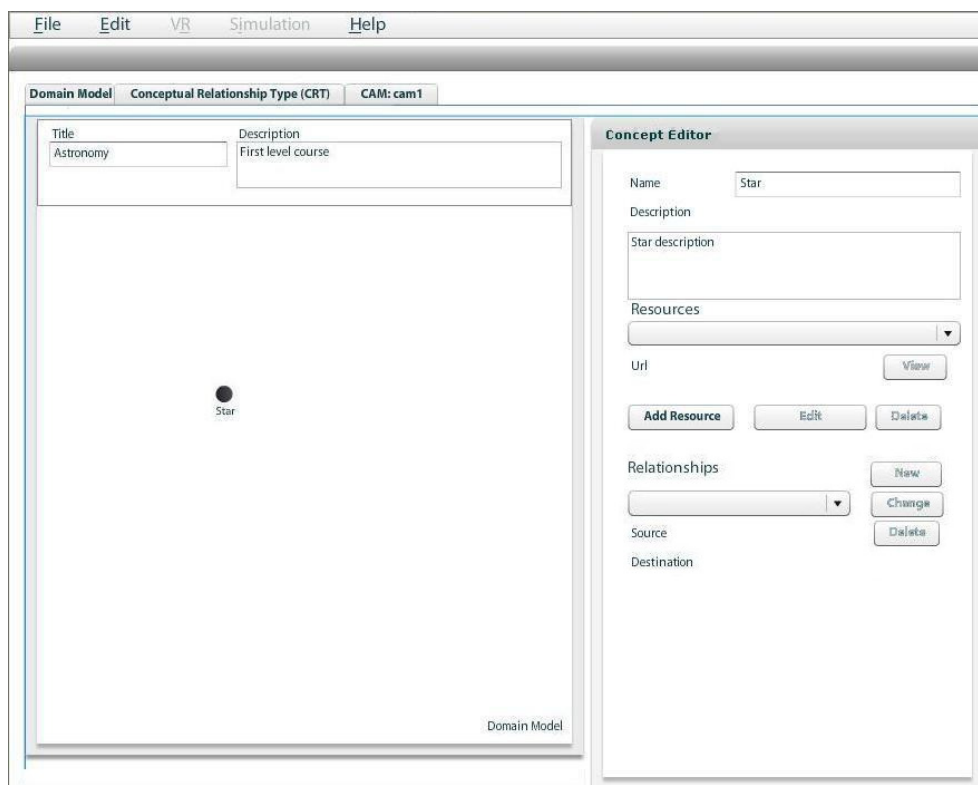 File Edit VR Simulation Help
Domain Model Conceptual Relationship Type (CRT) CAM: cam1
Title Description
Astronomy First level course
Star
Domain Model
Concept Editor
Name Star
Description
Star description
Resources
Url View
Add Resource Edit Delete
Relationships New
Change
Source Delete
Destination